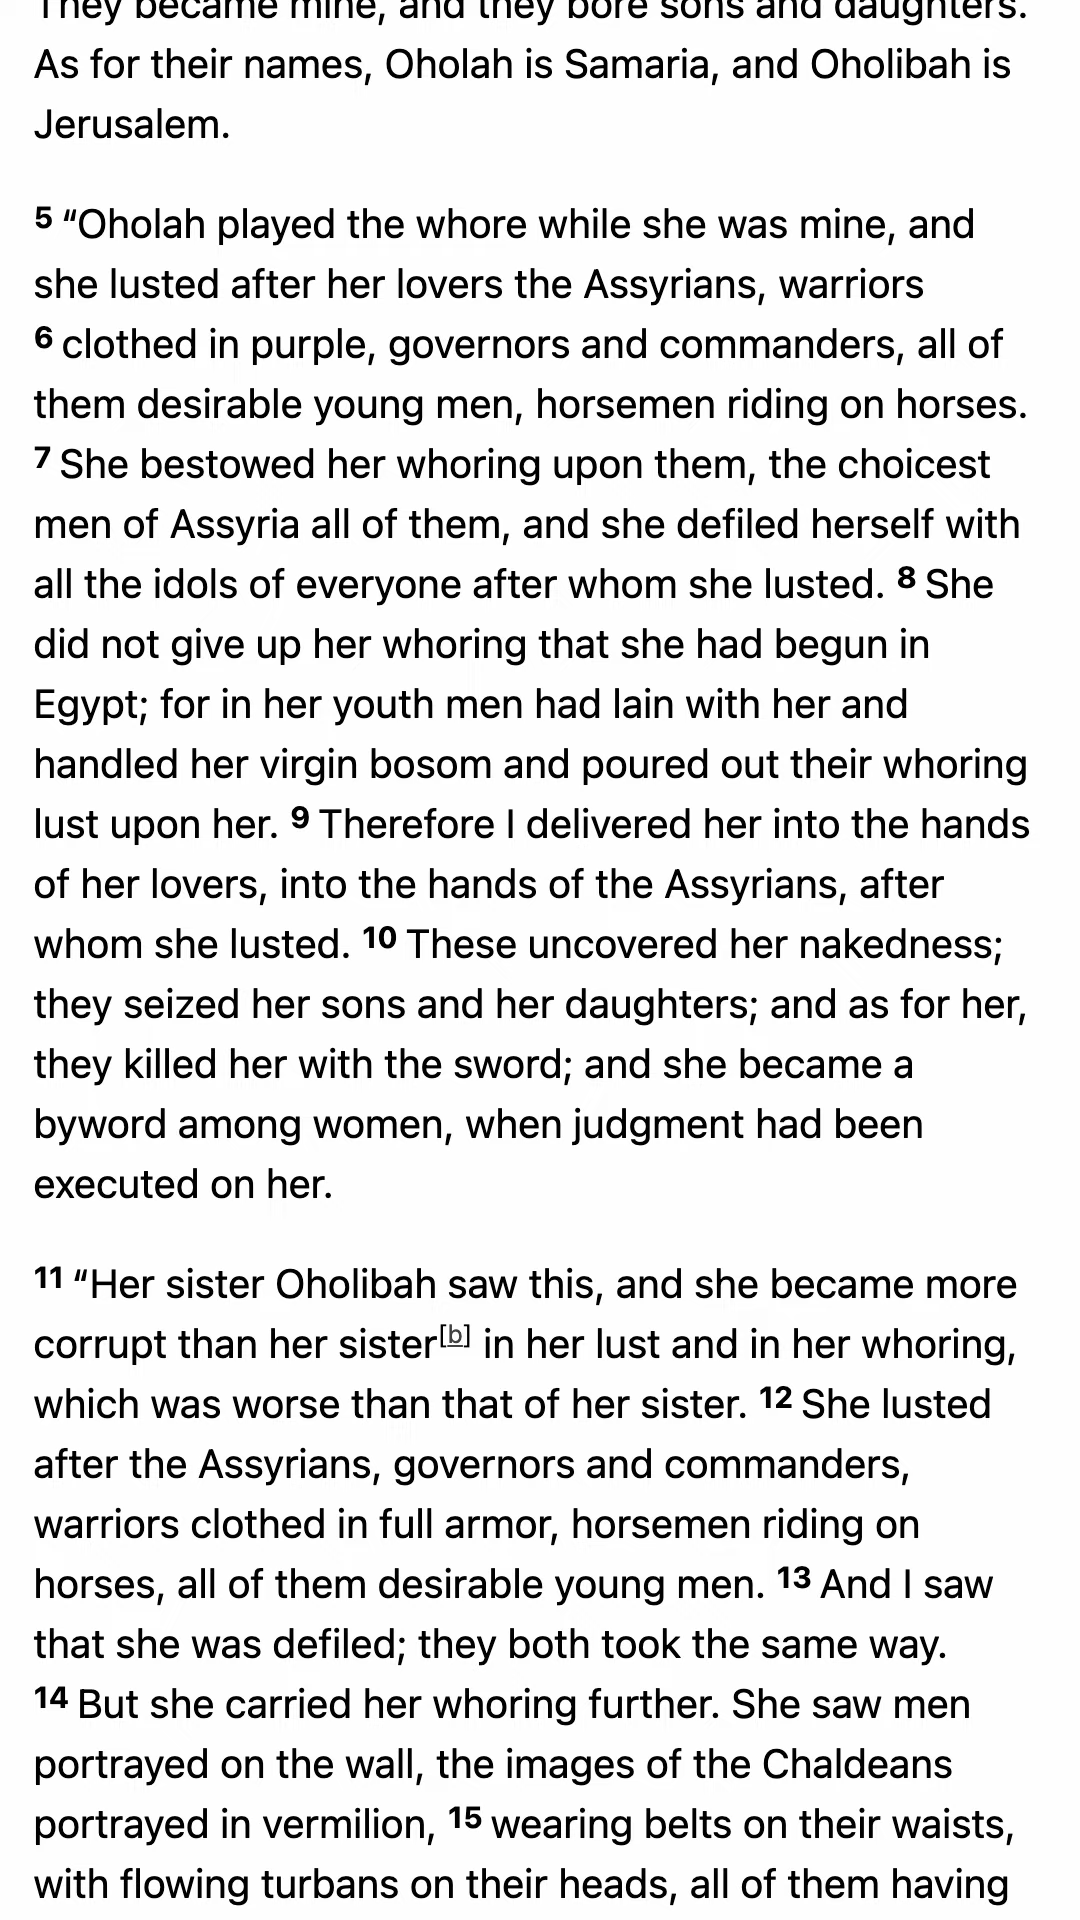 They became mine, and they bore sons and daughters.
As for their names, Oholah is Samaria, and Oholibah is
Jerusalem.
5 “Oholah played the whore while she was mine, and
she lusted after her lovers the Assyrians, warriors
6 clothed in purple, governors and commanders, all of
them desirable young men, horsemen riding on horses.
7 She bestowed her whoring upon them, the choicest
men of Assyria all of them, and she defiled herself with
all the idols of everyone after whom she lusted. 8 She
did not give up her whoring that she had begun in
Egypt; for in her youth men had lain with her and
handled her virgin bosom and poured out their whoring
lust upon her. 9 Therefore I delivered her into the hands
of her lovers, into the hands of the Assyrians, after
whom she lusted. 10 These uncovered her nakedness;
they seized her sons and her daughters; and as for her,
they killed her with the sword; and she became a
byword among women, when judgment had been
executed on her.
11 “Her sister Oholibah saw this, and she became more
corrupt than her sister[b] in her lust and in her whoring,
which was worse than that of her sister. 12 She lusted
after the Assyrians, governors and commanders,
warriors clothed in full armor, horsemen riding on
horses, all of them desirable young men. 13 And I saw
that she was defiled; they both took the same way.
14 But she carried her whoring further. She saw men
portrayed on the wall, the images of the Chaldeans
portrayed in vermilion, 15 wearing belts on their waists,
with flowing turbans on their heads, all of them having